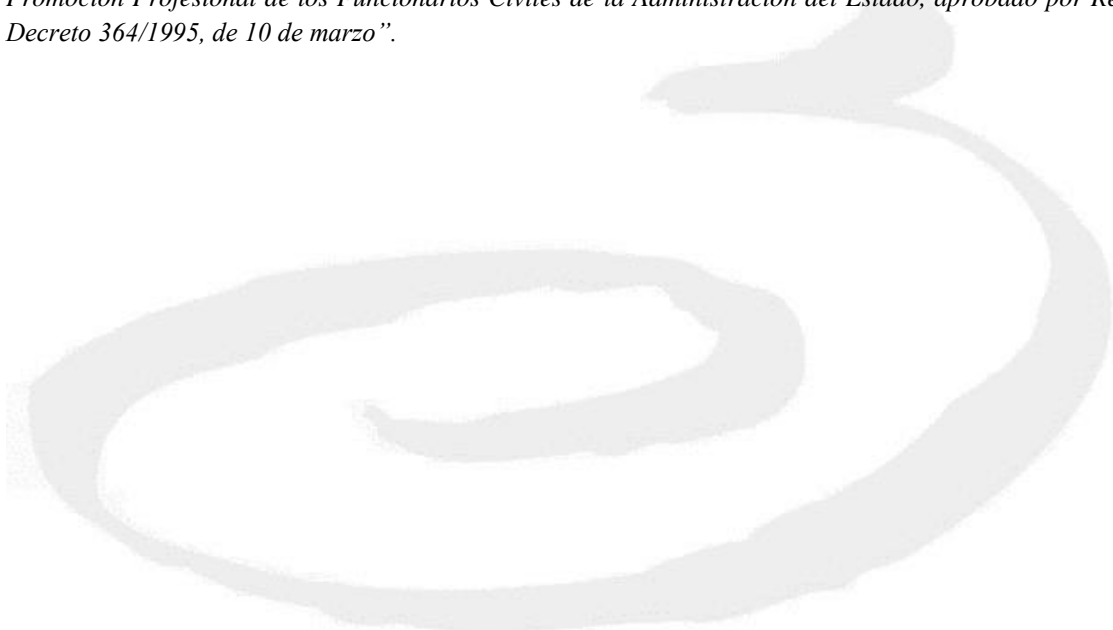 Promoción Profesional de los Funcionarios Civiles de la Administración del Estado, aprobado por Re
Decreto 364/1995, de 10 de marzo”.